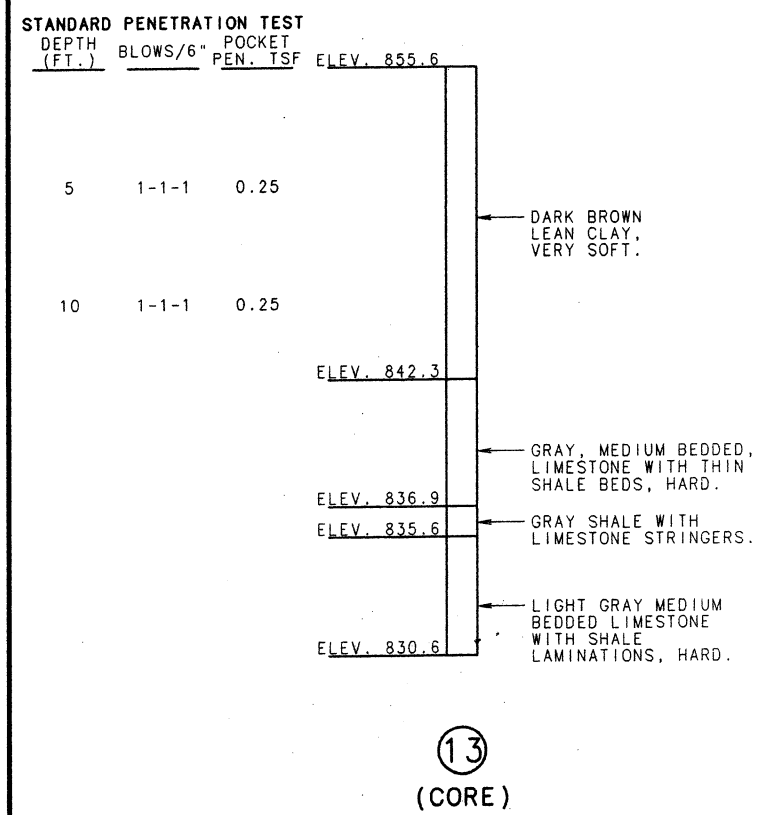 STANDARD PENETRATION TEST
DEPTH (FT.) BLOWS/6" POCKET PEN. TSF
ELEV. 855.6
5 1-1-1 0.25
DARK BROWN
LEAN CLAY,
VERY SOFT.
10 1-1-1 0.25
ELEV. 842.3
GRAY, MEDIUM BEDDED,
LIMESTONE WITH THIN
SHALE BEDS, HARD.
ELEV. 836.9
GRAY SHALE WITH
LIMESTONE STRINGERS.
ELEV. 835.6
LIGHT GRAY MEDIUM
BEDDED LIMESTONE
WITH SHALE
LAMINATIONS, HARD.
ELEV. 830.6
13
(CORE)